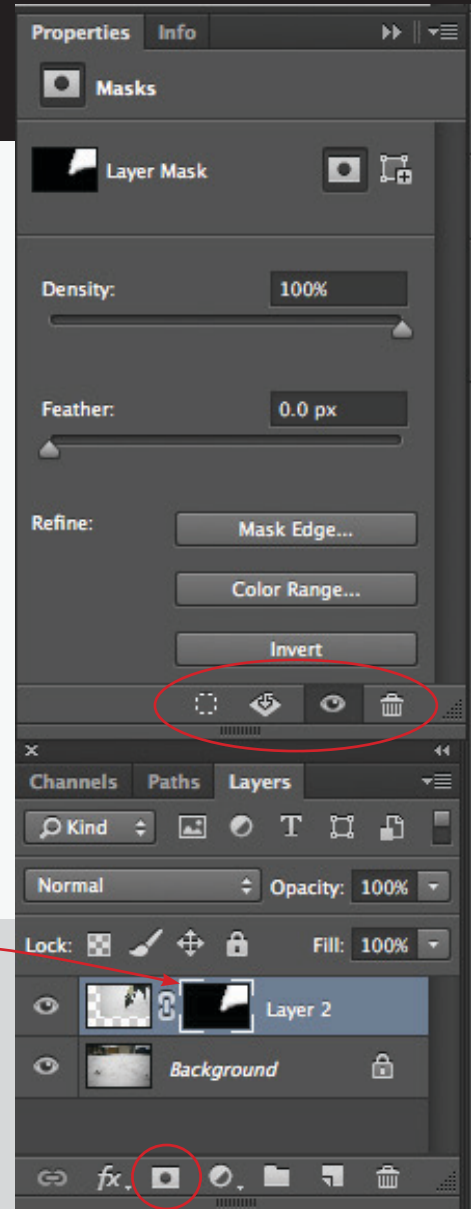 Properties Info
Masks
Layer Mask
Density: 100%
Feather: 0.0 px
Refine: Mask Edge...
Color Range...
Invert
Channels Paths Layers
Kind T
Normal Opacity: 100%
Lock: Fill: 100%
Layer 2
Background
fx